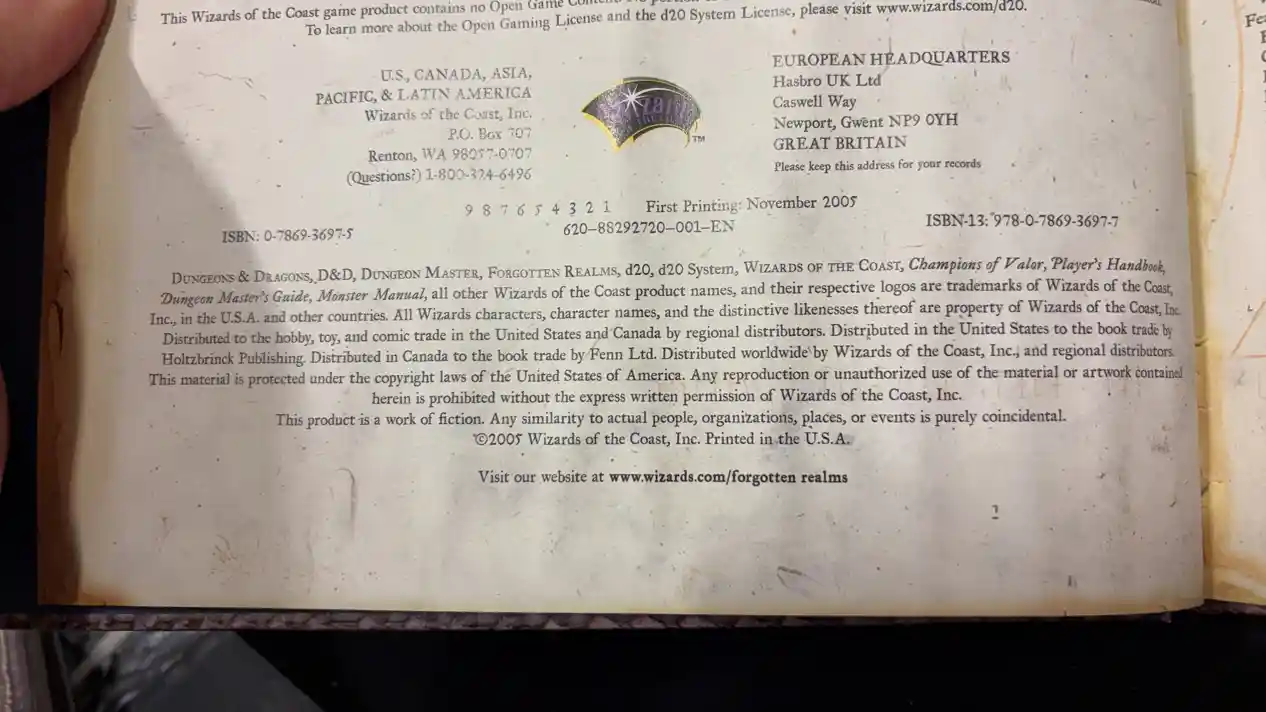 This Wizards of the Coast game product contains no Open Game
To learn more about the Open Gaming License and the d20 System License, please visit www.wizards.com/d20.
U.S., CANADA, ASIA,
PACIFIC, & LATIN AMERICA
Wizards of the Coast, Inc.
P.O. Box 707
Renton, WA 98057-0707
(Questions?) 1-800-324-6496
EUROPEAN HEADQUARTERS
Hasbro UK Ltd
Caswell Way
Newport, Gwent NP9 0YH
GREAT BRITAIN
Please keep this address for your records
TM
9 8 7 6 5 4 3 2 1 First Printing: November 2005
ISBN: 0-7869-3697-5
620–88292720–001–EN
ISBN-13: 978-0-7869-3697-7
DUNGEONS & DRAGONS, D&D, DUNGEON MASTER, FORGOTTEN REALMS, d20, d20 System, WIZARDS OF THE COAST, Champions of Valor, Player's Handbook,
Dungeon Master's Guide, Monster Manual, all other Wizards of the Coast product names, and their respective logos are trademarks of Wizards of the Coast,
Inc., in the U.S.A. and other countries. All Wizards characters, character names, and the distinctive likenesses thereof are property of Wizards of the Coast, Inc.
Distributed to the hobby, toy, and comic trade in the United States and Canada by regional distributors. Distributed in the United States to the book trade by
Holtzbrinck Publishing. Distributed in Canada to the book trade by Fenn Ltd. Distributed worldwide by Wizards of the Coast, Inc., and regional distributors.
This material is protected under the copyright laws of the United States of America. Any reproduction or unauthorized use of the material or artwork contained
herein is prohibited without the express written permission of Wizards of the Coast, Inc.
This product is a work of fiction. Any similarity to actual people, organizations, places, or events is purely coincidental.
©2005 Wizards of the Coast, Inc. Printed in the U.S.A.
Visit our website at www.wizards.com/forgotten realms